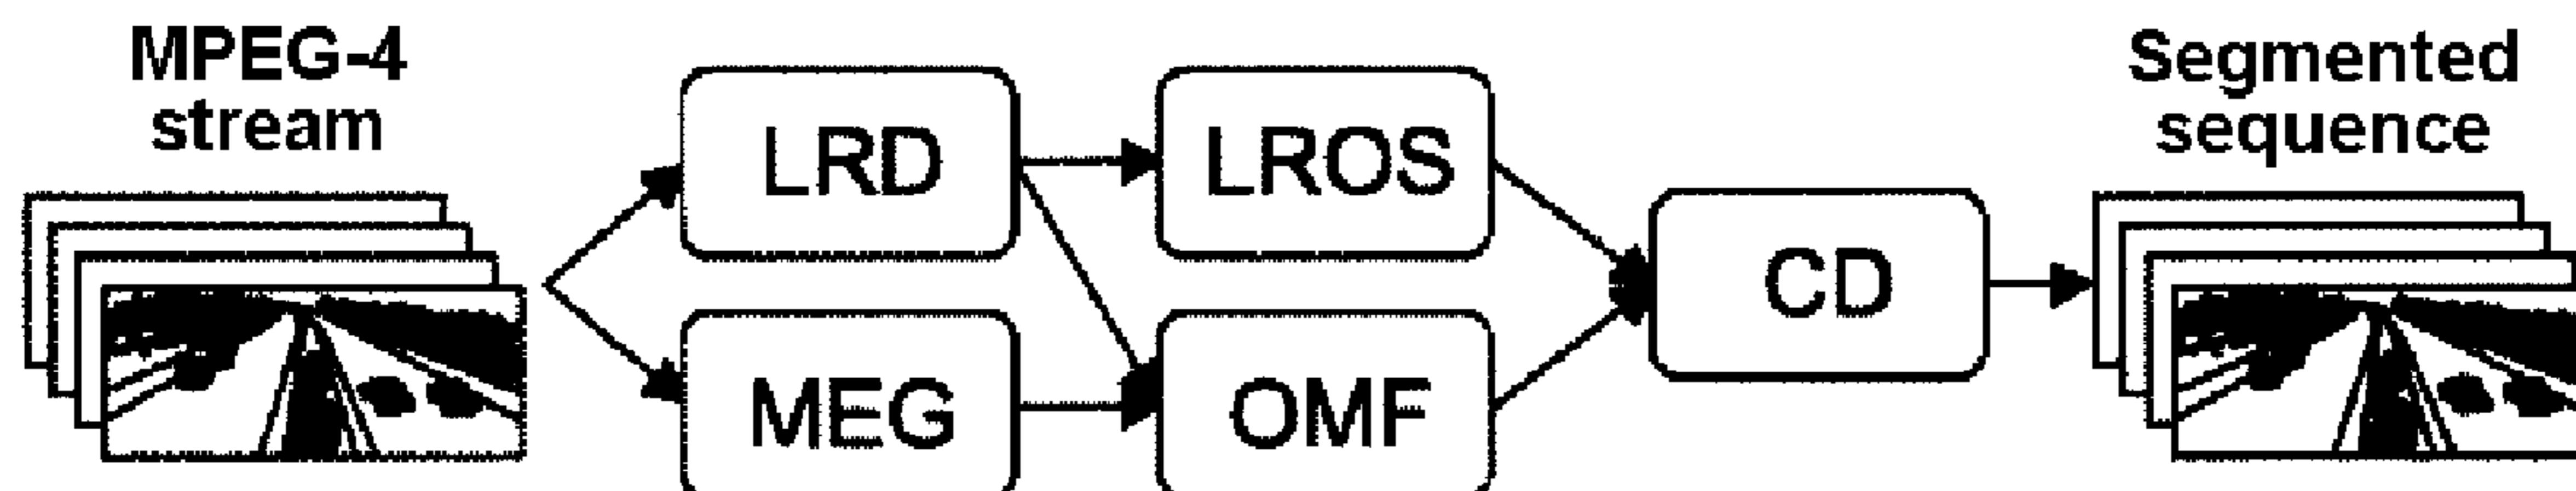 MPEG-4
stream
LRD
LROS
MEG
OMF
CD
Segmented
sequence